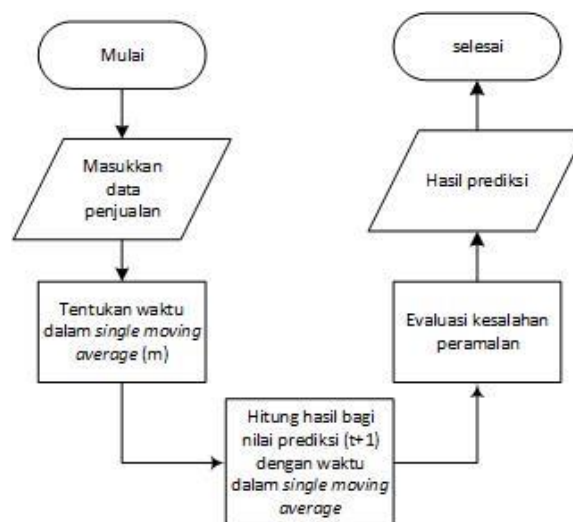 Mulai
Masukkan
data
penjualan
Tentukan waktu
dalam single moving
average (m)
Hitung hasil bagi
nilai prediksi (t+1)
dengan waktu
dalam single moving
average
Evaluasi kesalahan
peramalan
Hasil prediksi
selesai